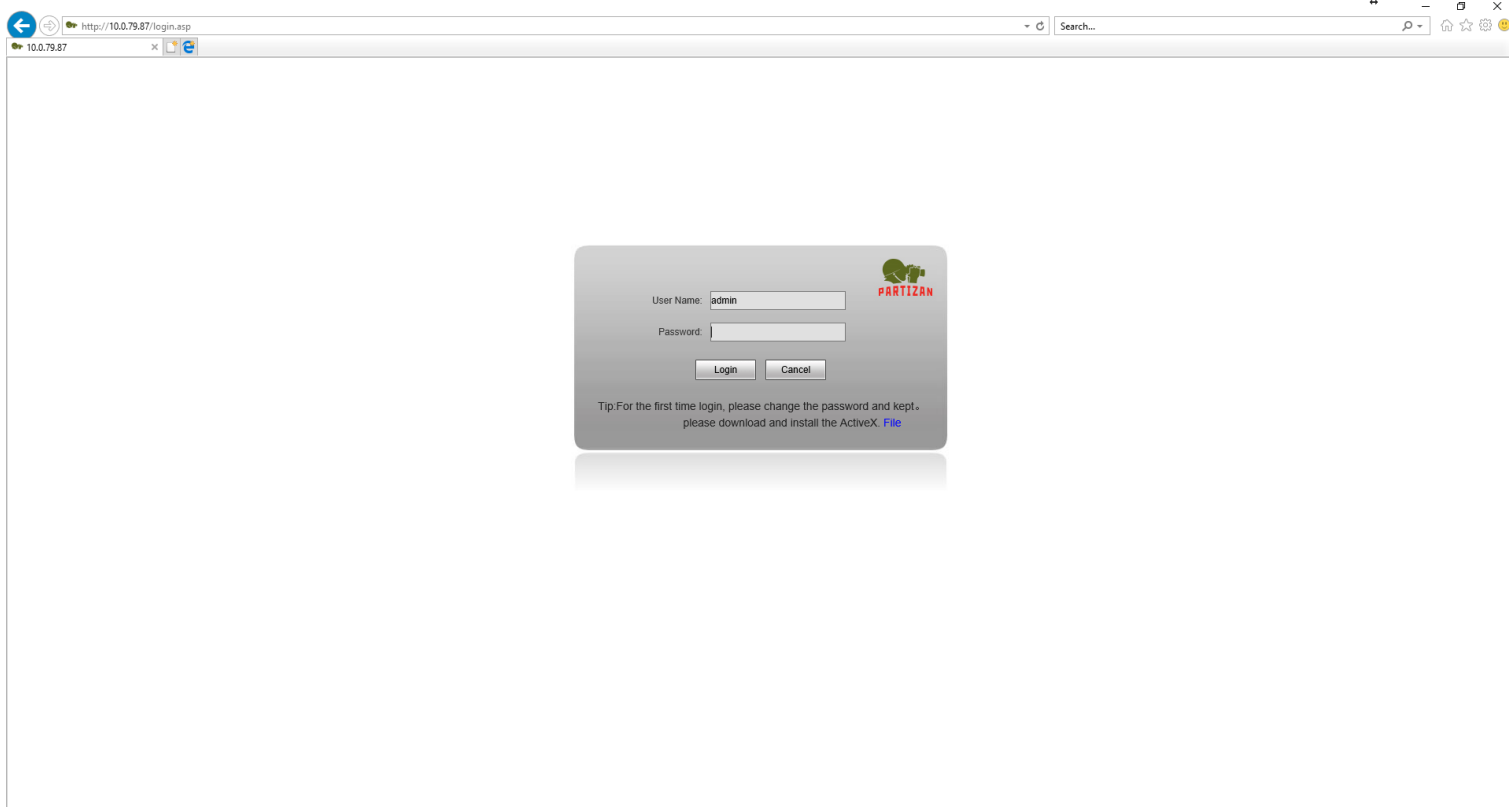 http://10.0.79.87/login.asp
Search...
10.0.79.87
PARTIZAN
User Name: admin
Password:
Login Cancel
Tip:For the first time login, please change the password and kept。
please download and install the ActiveX. File